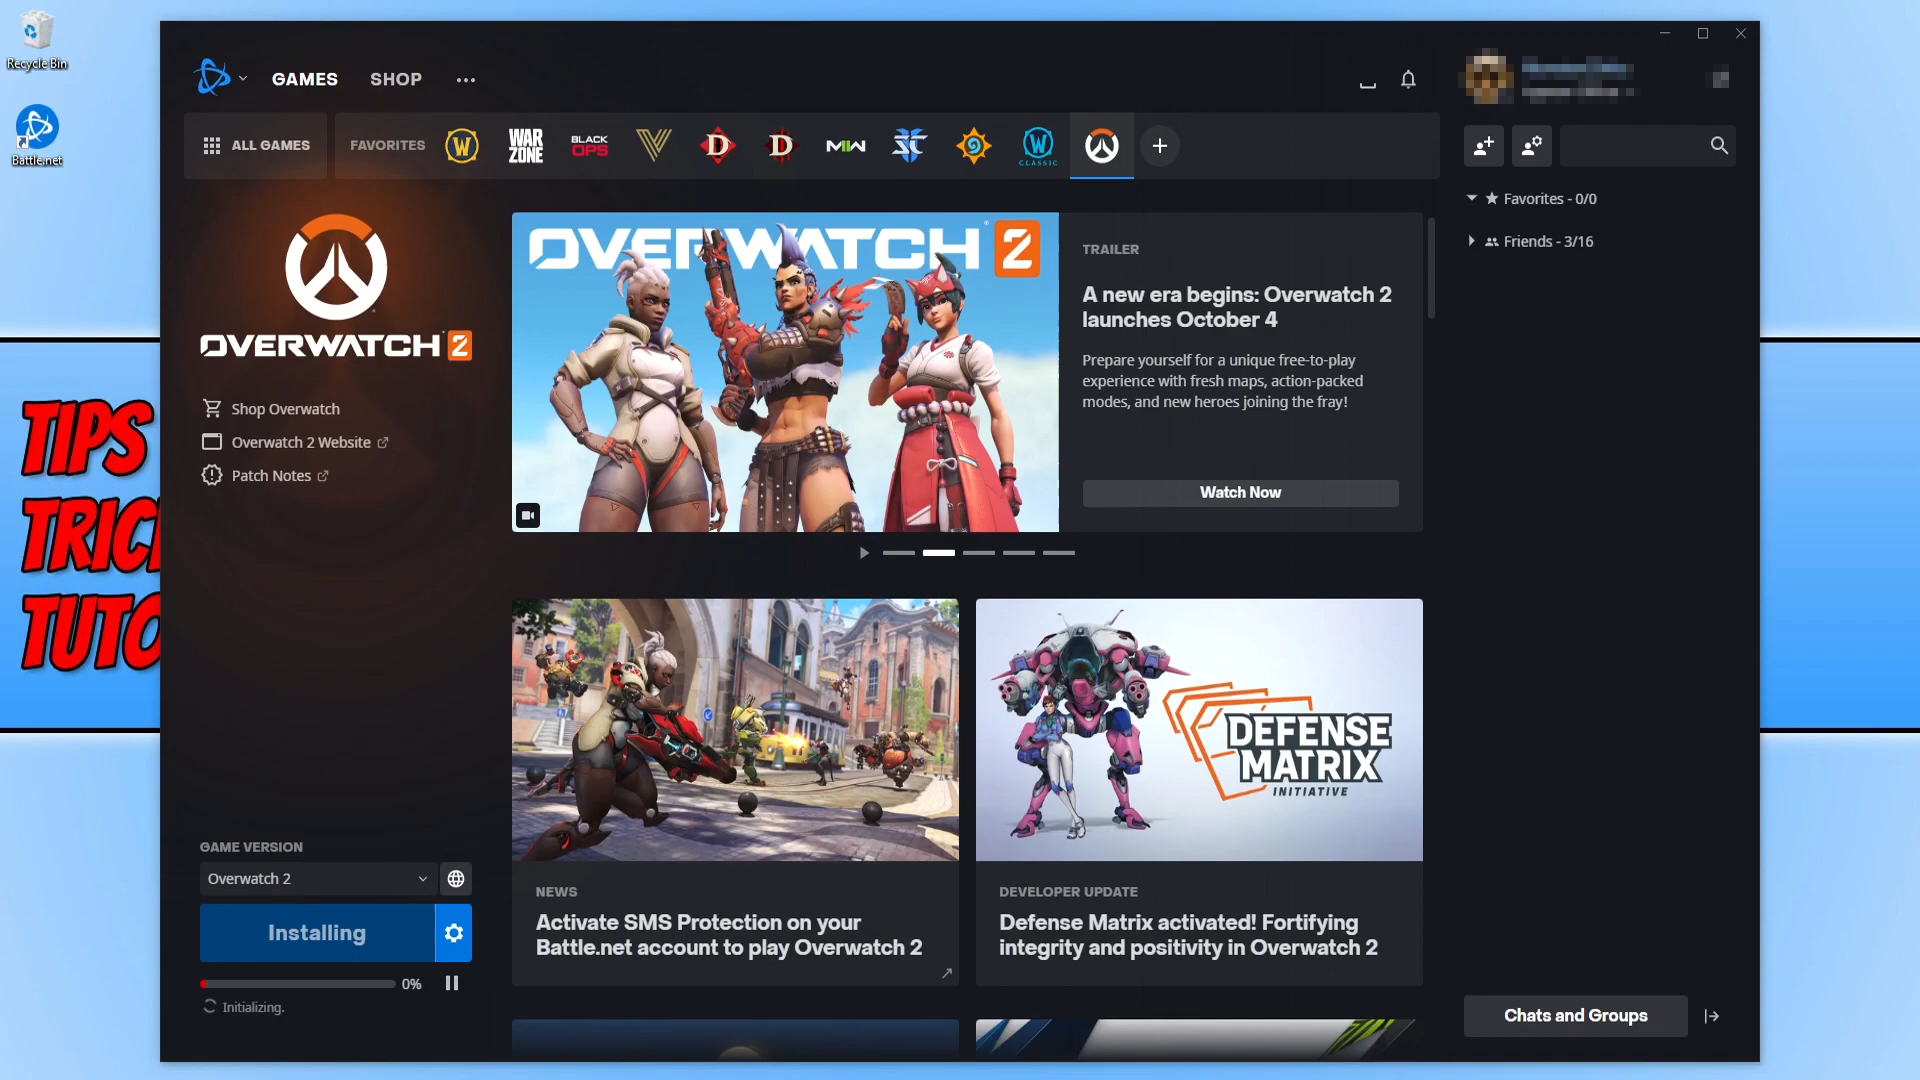 Recycle Bin
Battle.net
TIPS
TRIC
TUTO
GAMES
SHOP
ALL GAMES
FAVORITES
WAR
ZONE
BLACK
OPS
CLASSIC
OVERWATCH 2
Shop Overwatch
Overwatch 2 Website
Patch Notes
OVERWATCH 2
TRAILER
A new era begins: Overwatch 2
launches October 4
Prepare yourself for a unique free-to-play
experience with fresh maps, action-packed
modes, and new heroes joining the fray!
Watch Now
Favorites - 0/0
Friends - 3/16
DEFENSE
MATRIX
INITIATIVE
NEWS
Activate SMS Protection on your
Battle.net account to play Overwatch 2
DEVELOPER UPDATE
Defense Matrix activated! Fortifying
integrity and positivity in Overwatch 2
GAME VERSION
Overwatch 2
Installing
0%
Initializing.
Chats and Groups